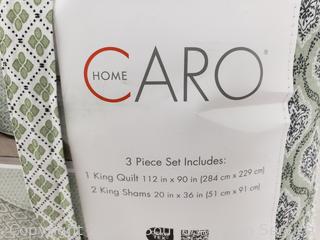 HOME
CARO®
3 Piece Set Includes:
1 King Quilt 112 in x 90 in (284 cm x 229 cm)
2 King Shams 20 in x 36 in (51 cm x 91 cm)